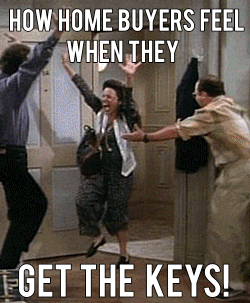 HOW HOME BUYERS FEEL
WHEN THEY
GET THE KEYS!